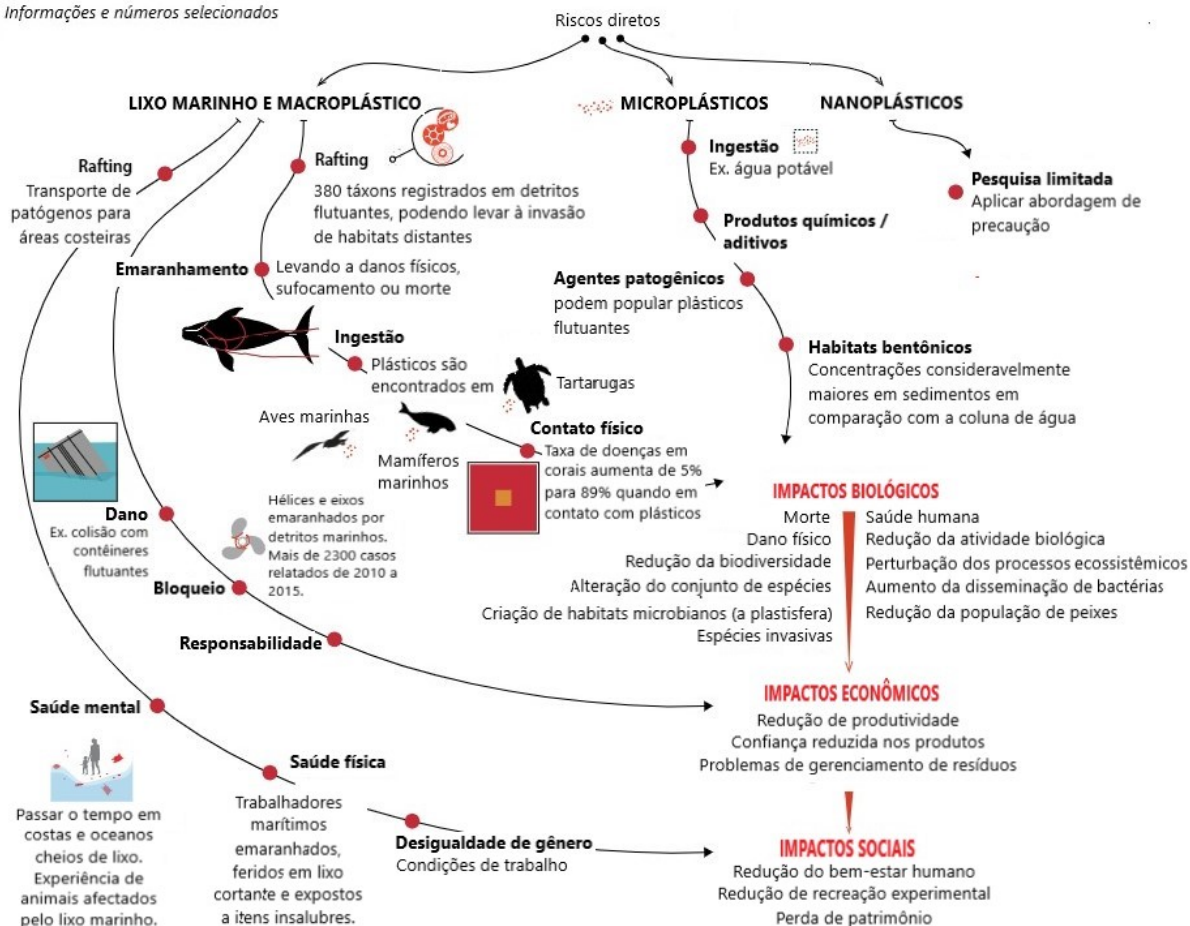 Informações e números selecionados
Riscos diretos
LIXO MARINHO E MACROPLÁSTICO
MICROPLÁSTICOS
NANOPLÁSTICOS
Rafting
Transporte de
patógenos para
áreas costeiras
Rafting
380 táxons registrados em detritos
flutuantes, podendo levar à invasão
de habitats distantes
Emaranhamento
Levando a danos físicos,
sufocamento ou morte
Ingestão
Plásticos são
encontrados em
Tartarugas
Aves marinhas
Mamíferos
marinhos
Contato físico
Taxa de doenças em
corais aumenta de 5%
para 89% quando em
contato com plásticos
Ingestão
Ex. água potável
Produtos químicos /
aditivos
Agentes patogênicos
podem popular plásticos
flutuantes
Habitats bentônicos
Concentrações consideravelmente
maiores em sedimentos em
comparação com a coluna de água
Pesquisa limitada
Aplicar abordagem de
precaução
Dano
Ex. colisão com
contêineres
flutuantes
Hélices e eixos
emaranhados por
detritos marinhos.
Mais de 2300 casos
relatados de 2010 a
2015.
Bloqueio
Responsabilidade
IMPACTOS BIOLÓGICOS
Morte
Dano físico
Redução da biodiversidade
Alteração do conjunto de espécies
Criação de habitats microbianos (a plastisfera)
Espécies invasivas
Saúde humana
Redução da atividade biológica
Perturbação dos processos ecossistêmicos
Aumento da disseminação de bactérias
Redução da população de peixes
IMPACTOS ECONÔMICOS
Redução de produtividade
Confiança reduzida nos produtos
Problemas de gerenciamento de resíduos
Saúde mental
Passar o tempo em
costas e oceanos
cheios de lixo.
Experiência de
animais afectados
pelo lixo marinho.
Saúde física
Trabalhadores
marítimos
emaranhados,
feridos em lixo
cortante e expostos
a itens insalubres.
Desigualdade de gênero
Condições de trabalho
IMPACTOS SOCIAIS
Redução do bem-estar humano
Redução de recreação experimental
Perda de patrimônio